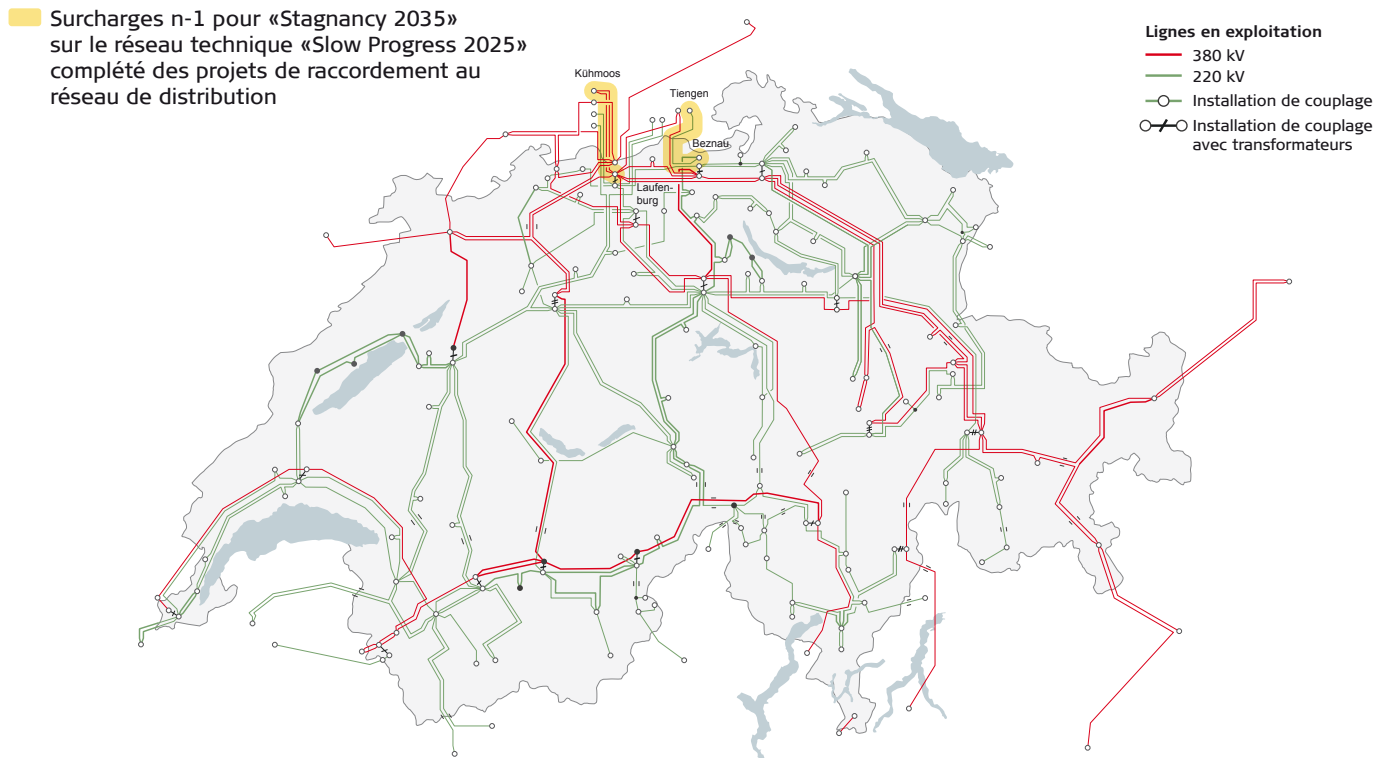 Surcharges n-1 pour «Stagnancy 2035»
sur le réseau technique «Slow Progress 2025»
complété des projets de raccordement au
réseau de distribution
Lignes en exploitation
380 kV
220 kV
Installation de couplage
Installation de couplage
avec transformateurs
Kühmoos
Tiengen
Beznau
Laufen-
burg